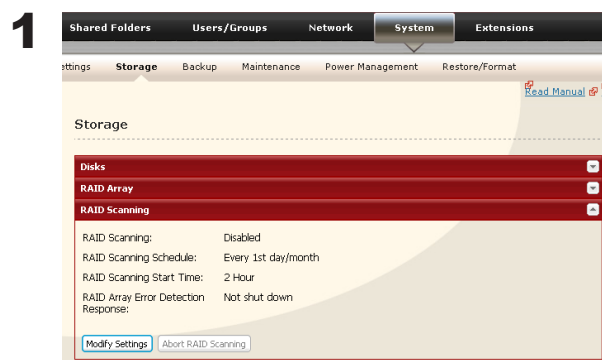 1
Shared Folders Users/Groups Network System Extensions
ettings Storage Backup Maintenance Power Management Restore/Format
Read Manual
Storage
Disks
RAID Array
RAID Scanning
RAID Scanning: Disabled
RAID Scanning Schedule: Every 1st day/month
RAID Scanning Start Time: 2 Hour
RAID Array Error Detection Not shut down
Response:
Modify Settings Abort RAID Scanning